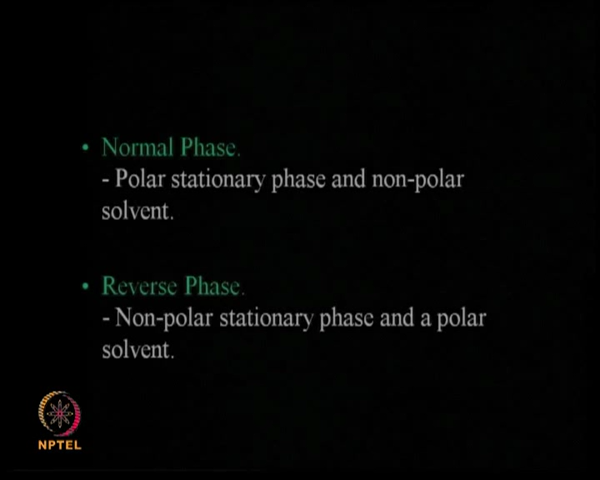 • Normal Phase.
- Polar stationary phase and non-polar
solvent.
• Reverse Phase.
- Non-polar stationary phase and a polar
solvent.
NPTEL